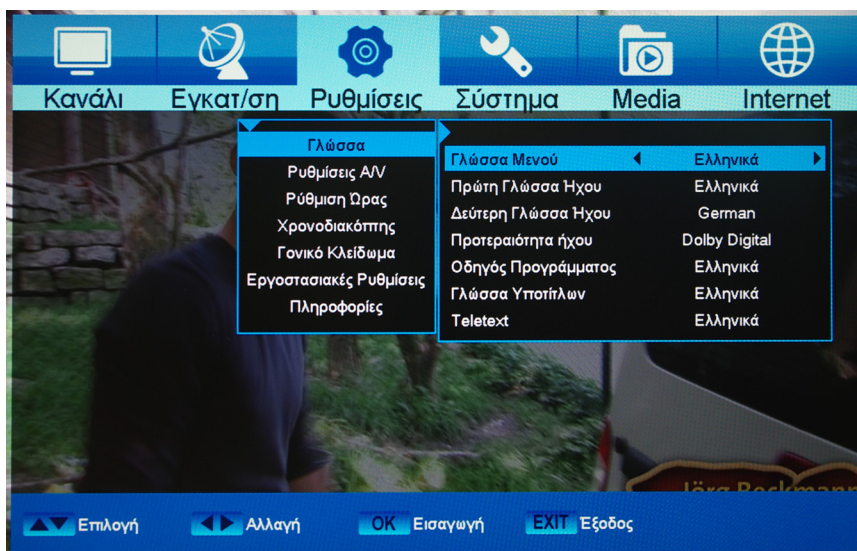 Κανάλι Εγκατ/ση Ρυθμίσεις Σύστημα Media Internet
Γλώσσα
Ρυθμίσεις A/V
Ρύθμιση Ώρας
Χρονοδιακόπτης
Γονικό Κλείδωμα
Εργοστασιακές Ρυθμίσεις
Πληροφορίες
Γλώσσα Μενού Ελληνικά
Πρώτη Γλώσσα Ήχου Ελληνικά
Δεύτερη Γλώσσα Ήχου German
Προτεραιότητα ήχου Dolby Digital
Οδηγός Προγράμματος Ελληνικά
Γλώσσα Υποτίτλων Ελληνικά
Teletext Ελληνικά
Jörg Beckmann
Επιλογή Αλλαγή OK Εισαγωγή EXIT Έξοδος